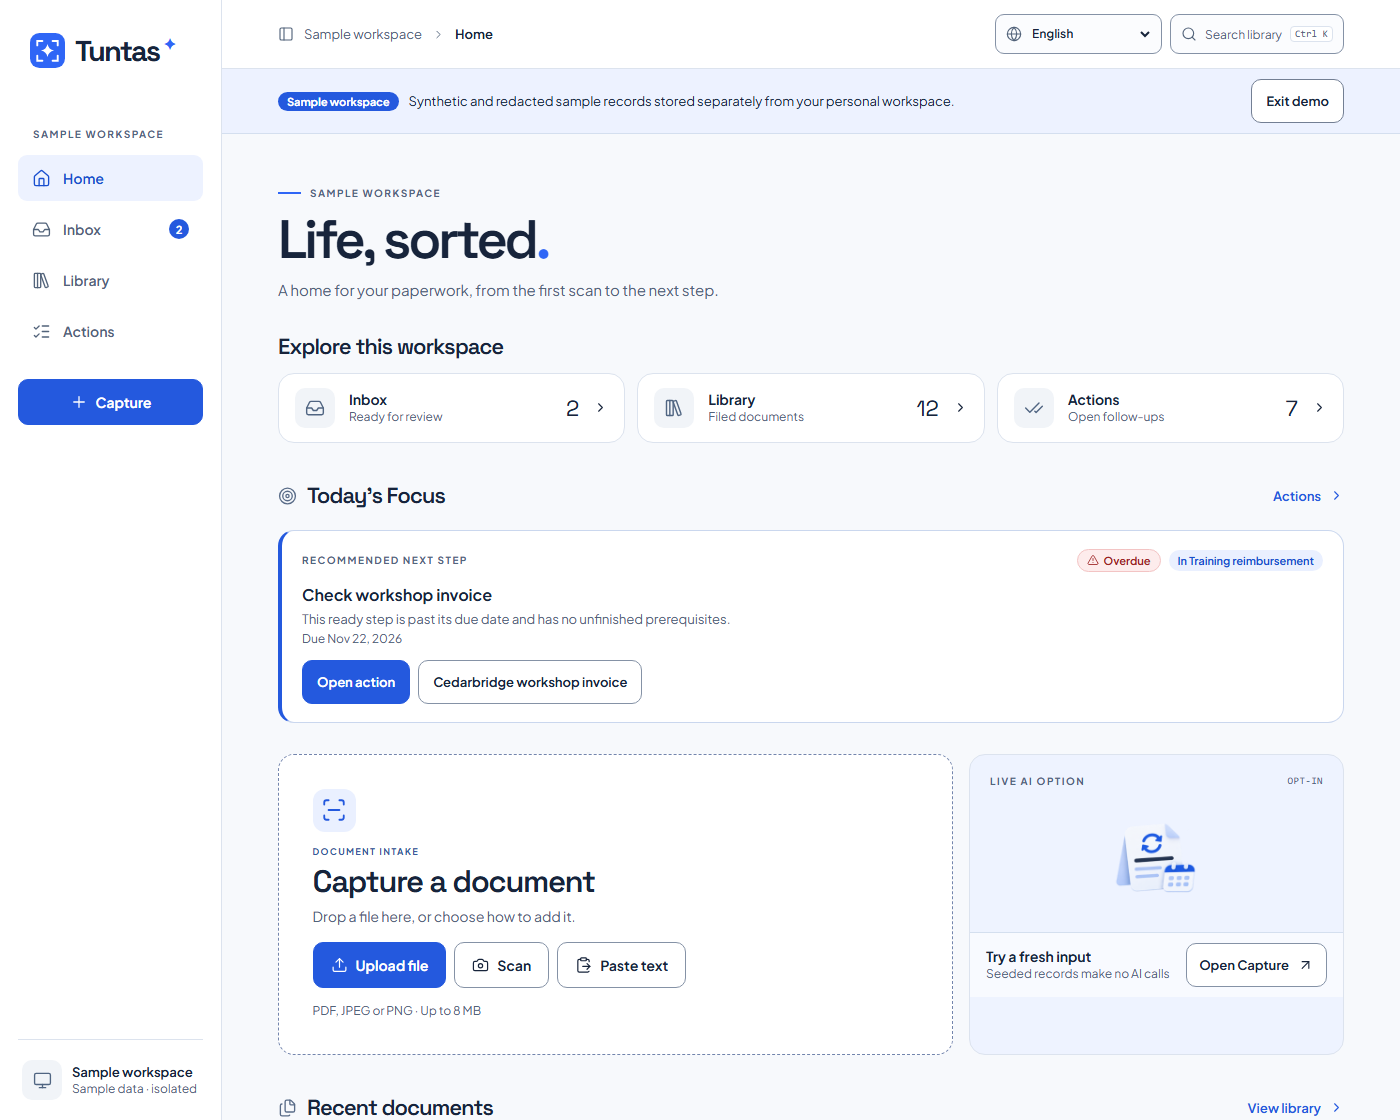 Tuntas
SAMPLE WORKSPACE
Home
Inbox
2
Library
Actions
Capture
Sample workspace
Sample data · isolated
Sample workspace
Home
English
Search library
Ctrl K
Sample workspace
Synthetic and redacted sample records stored separately from your personal workspace.
Exit demo
SAMPLE WORKSPACE
Life, sorted.
A home for your paperwork, from the first scan to the next step.
Explore this workspace
Inbox
Ready for review
2
Library
Filed documents
12
Actions
Open follow-ups
7
Today's Focus
Actions
RECOMMENDED NEXT STEP
Overdue
In Training reimbursement
Check workshop invoice
This ready step is past its due date and has no unfinished prerequisites.
Due Nov 22, 2026
Open action
Cedarbridge workshop invoice
DOCUMENT INTAKE
Capture a document
Drop a file here, or choose how to add it.
Upload file
Scan
Paste text
PDF, JPEG or PNG · Up to 8 MB
LIVE AI OPTION
OPT-IN
Try a fresh input
Seeded records make no AI calls
Open Capture
Recent documents
View library